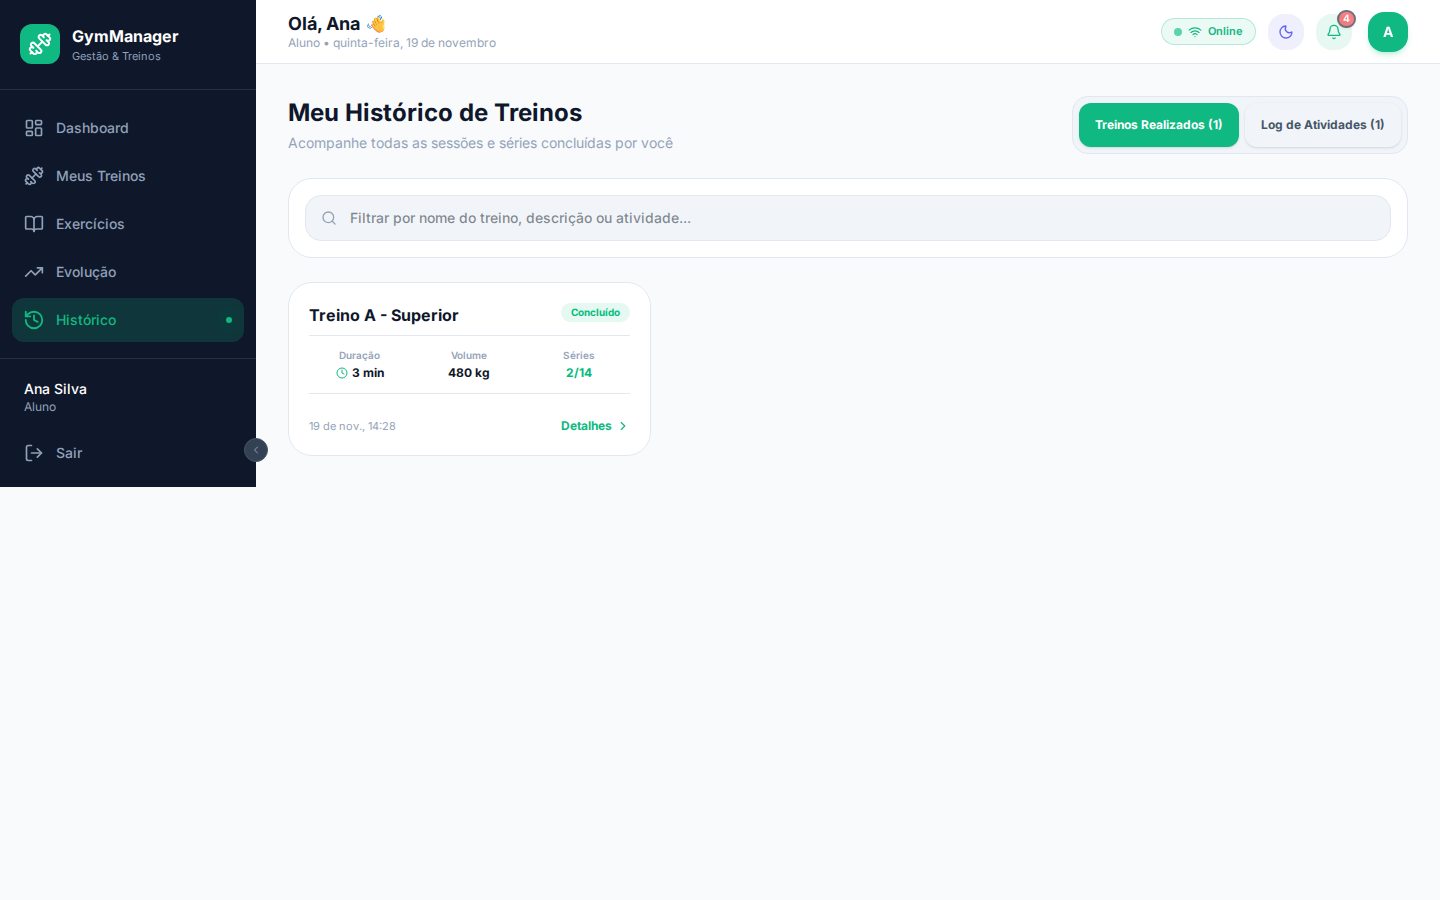 GymManager
Gestão & Treinos
Dashboard
Meus Treinos
Exercícios
Evolução
Histórico
Ana Silva
Aluno
Sair
Olá, Ana 👋
Aluno • quinta-feira, 19 de novembro
Online
4
A
Meu Histórico de Treinos
Acompanhe todas as sessões e séries concluídas por você
Treinos Realizados (1)
Log de Atividades (1)
Filtrar por nome do treino, descrição ou atividade...
Treino A - Superior
Concluído
Duração
Volume
Séries
3 min
480 kg
2/14
19 de nov., 14:28
Detalhes